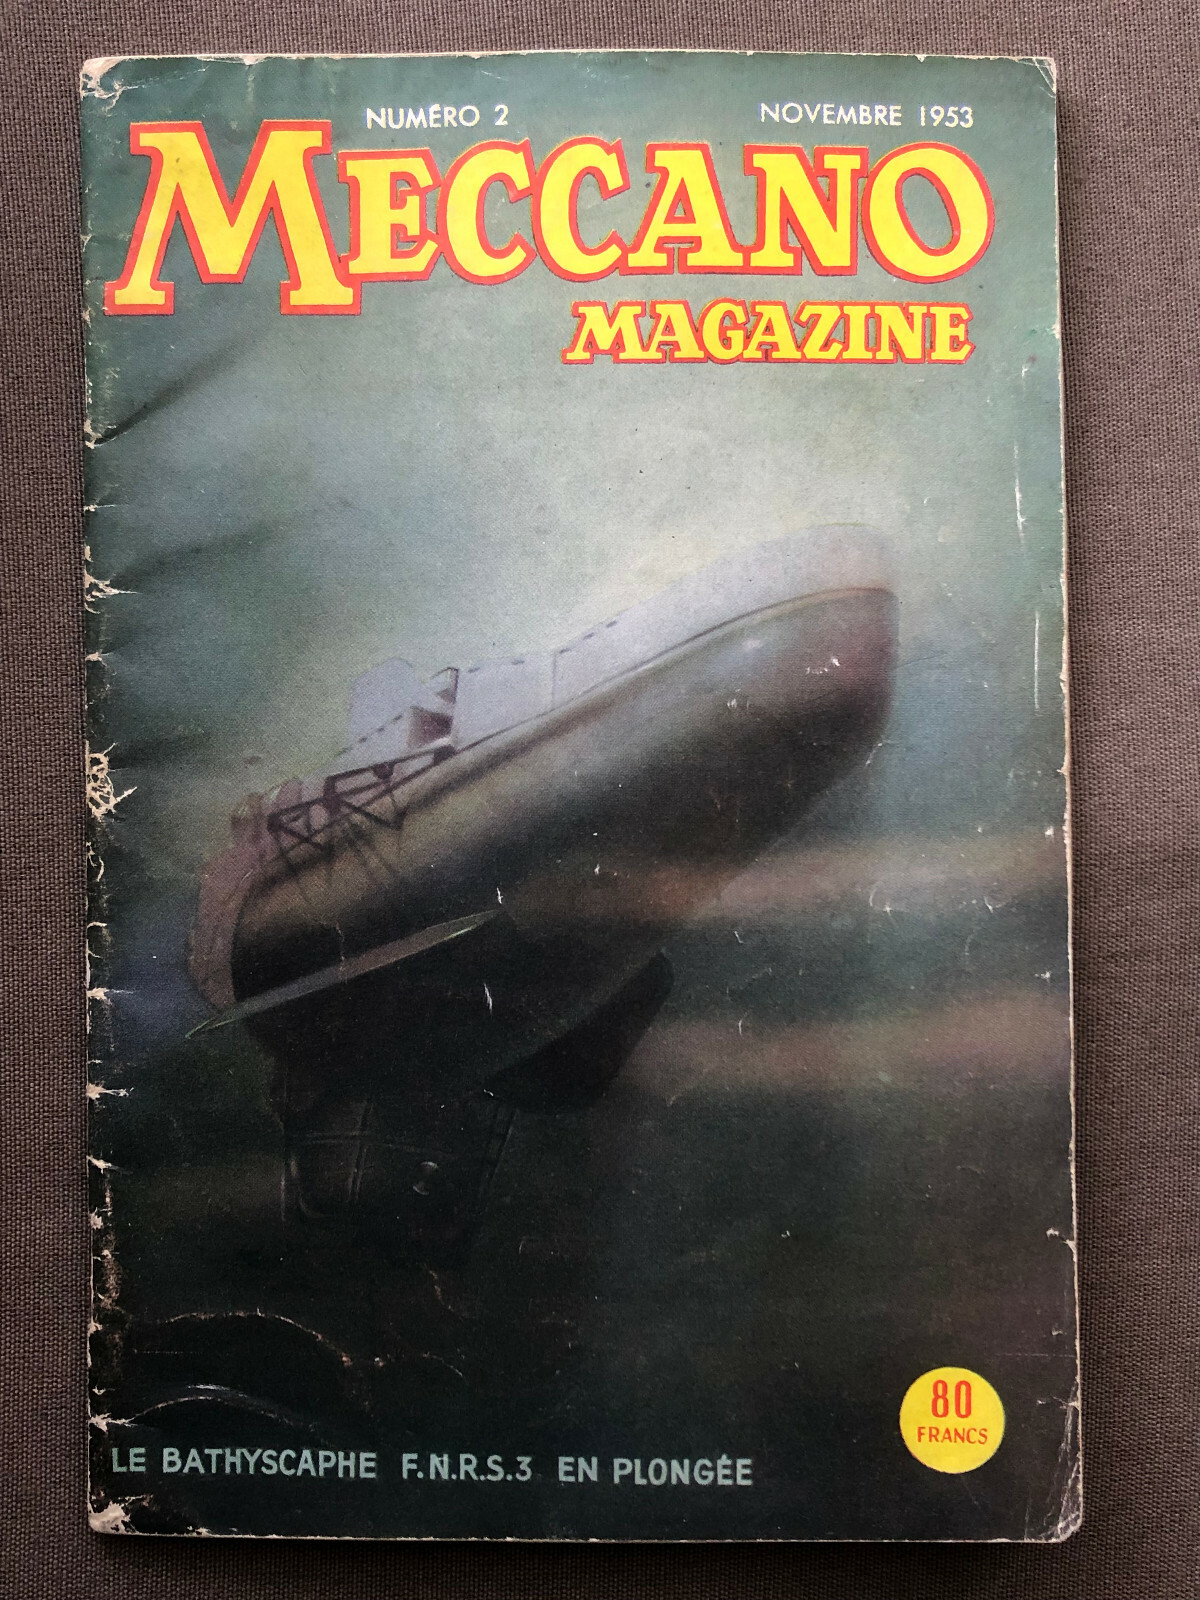 NUMÉRO 2
NOVEMBRE 1953
MECCANO
MAGAZINE
80
FRANCS
LE BATHYSCAPHE F.N.R.S.3 EN PLONGÉE